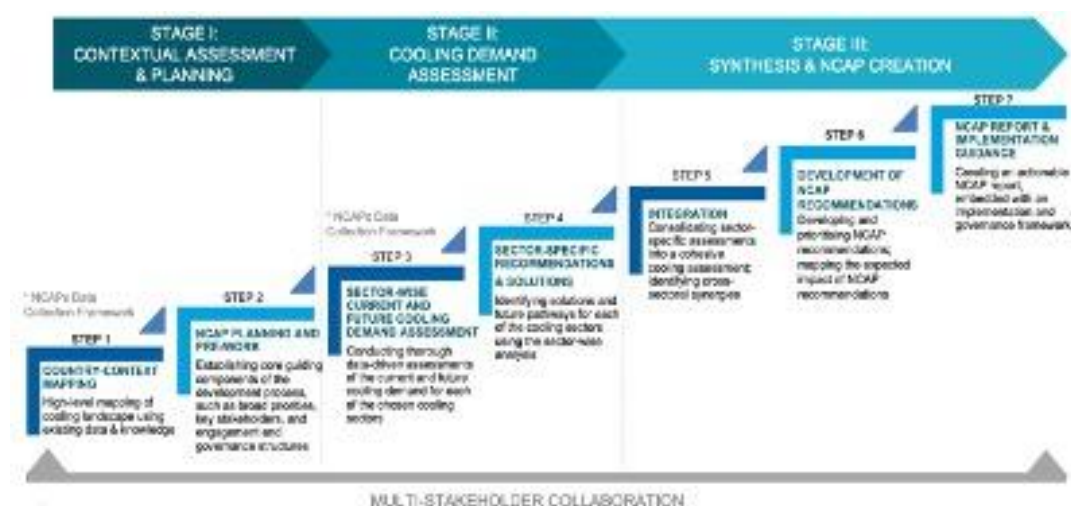 STAGE I:
CONTEXTUAL ASSESSMENT
& PLANNING
STAGE II:
COOLING DEMAND
ASSESSMENT
STAGE III:
SYNTHESIS & NCAP CREATION
* NCAPs Data
Collection Framework
STEP 1
COUNTRY-CONTEXT
MAPPING
High-level mapping of
cooling landscape using
existing data & knowledge
STEP 2
NCAP PLANNING AND
PREWORK
Establishing core guiding
components of the
development process,
such as broad priorities,
key stakeholders, and
engagement and
governance structures
* NCAPs Data
Collection Framework
STEP 3
SECTOR-WISE
CURRENT AND
FUTURE COOLING
DEMAND ASSESSMENT
Conducting thorough
data-driven assessments
of the current and future
cooling demand for each
of the chosen cooling
sectors
STEP 4
SECTOR-SPECIFIC
RECOMMENDATIONS
& SOLUTIONS
Identifying solutions and
future pathways for each
of the cooling sectors
using the sector-wise
analysis
STEP 5
INTEGRATION
Consolidating sector-
specific assessments
into a cohesive
cooling assessment;
identifying cross-
sectoral synergies
STEP 6
DEVELOPMENT OF
NCAP
RECOMMENDATIONS
Developing and
prioritising NCAP
recommendations;
mapping the expected
impact of NCAP
recommendations
STEP 7
NCAP REPORT &
IMPLEMENTATION
GUIDANCE
Creating an actionable
NCAP report,
embedded with an
implementation and
governance framework
MULTI-STAKEHOLDER COLLABORATION